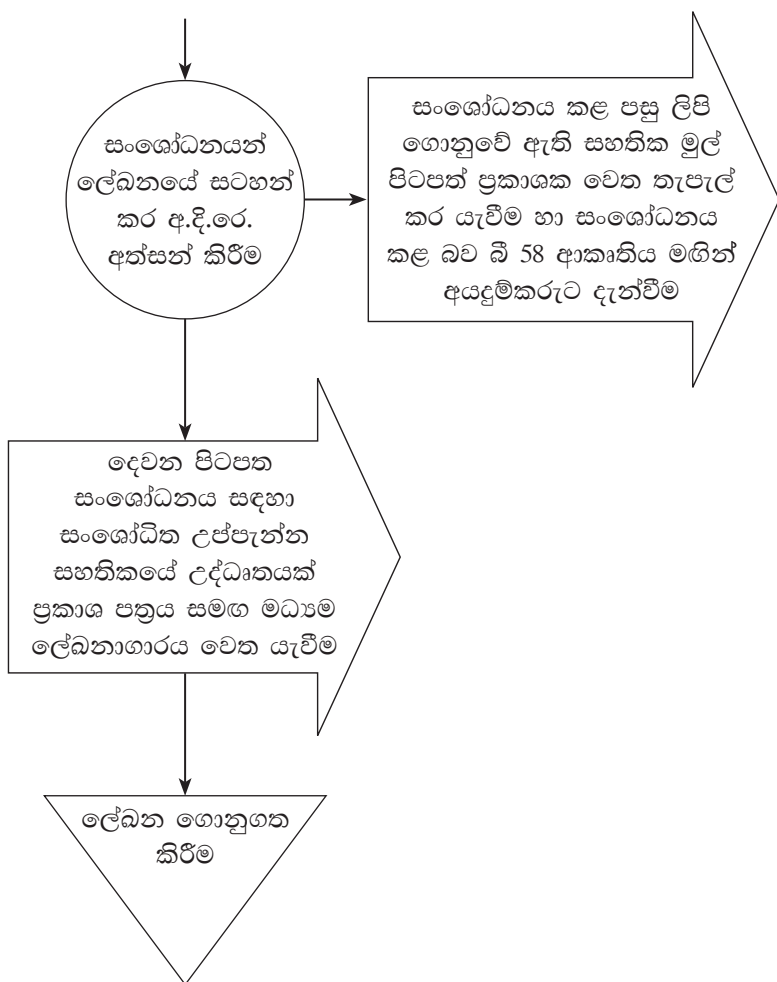 සංශෝධනයන්
ලේඛනයේ සටහන්
කර අ.දි.රෙ.
අත්සන් කිරීම
සංශෝධනය කළ පසු ලිපි
ගොනුවේ ඇති සහතික මුල්
පිටපත් ප්‍රකාශක වෙත තැපැල්
කර යැවීම හා සංශෝධනය
කළ බව බී 58 ආකෘතිය මඟින්
අයදුම්කරුට දැන්වීම
දෙවන පිටපත
සංශෝධනය සඳහා
සංශෝධිත උප්පැන්න
සහතිකයේ උද්ධෘතයක්
ප්‍රකාශ පත්‍රය සමඟ මධ්‍යම
ලේඛනාගාරය වෙත යැවීම
ලේඛන ගොනුගත
කිරීම